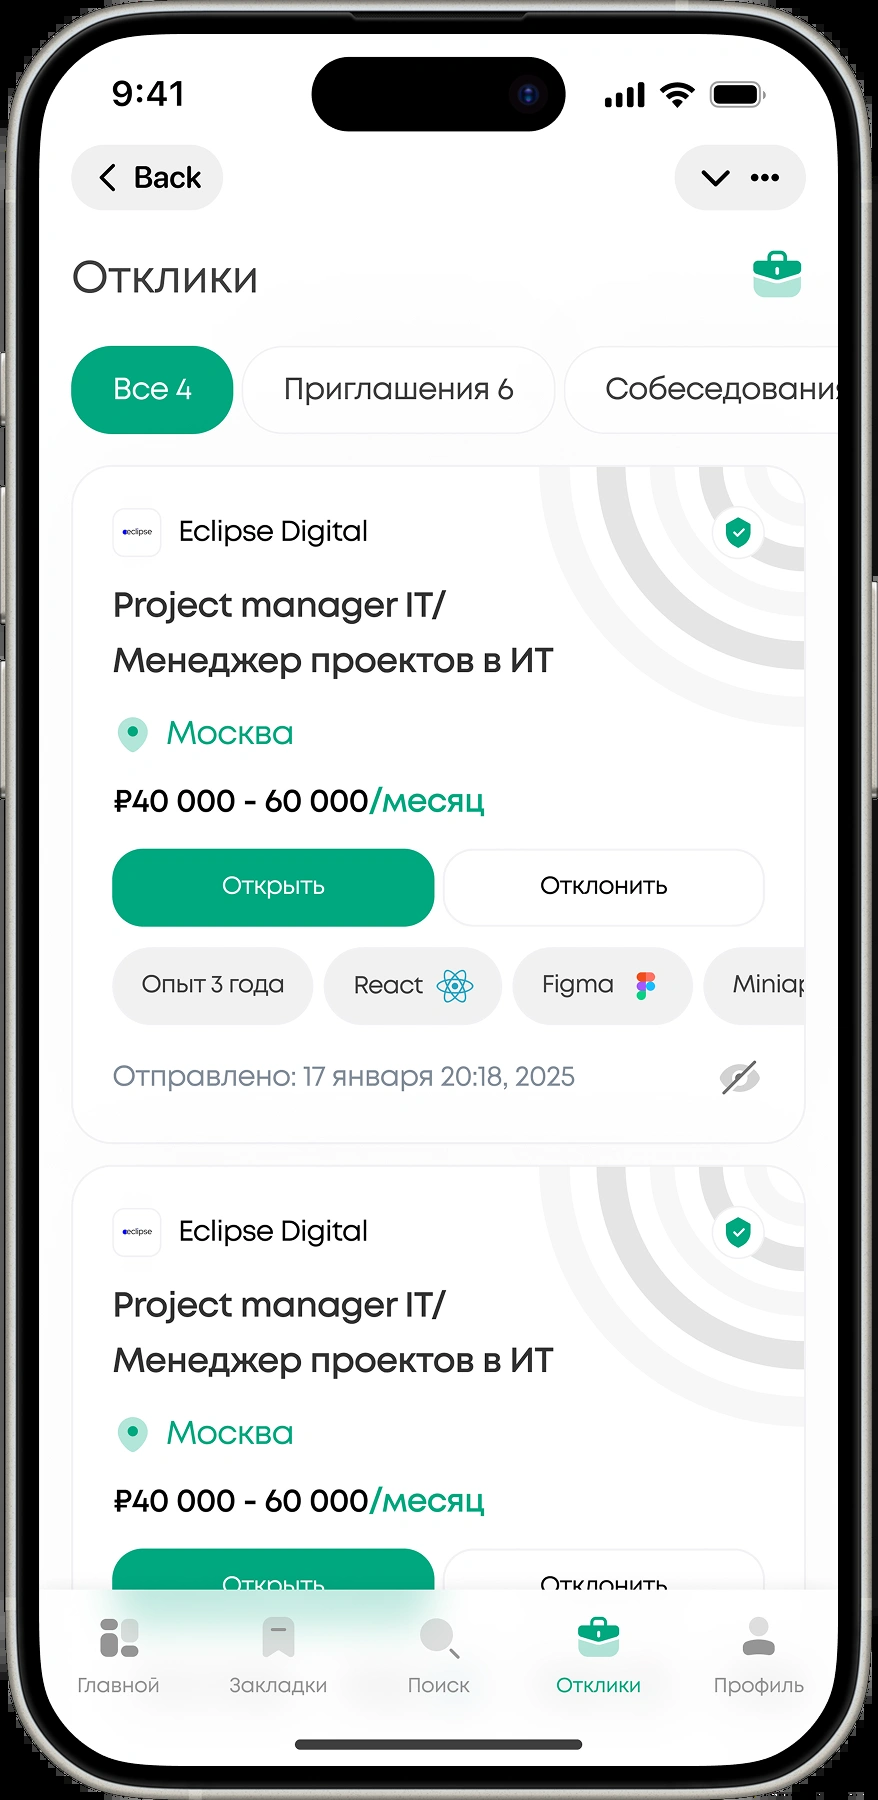 9:41
Back
Отклики
Все 4
Приглашения 6
Собеседования
eclipse
Eclipse Digital
Project manager IT/
Менеджер проектов в ИТ
Москва
₽40 000 - 60 000/месяц
Открыть
Отклонить
Опыт 3 года
React
Figma
Miniap
Отправлено: 17 января 20:18, 2025
eclipse
Eclipse Digital
Project manager IT/
Менеджер проектов в ИТ
Москва
₽40 000 - 60 000/месяц
Открыть
Отклонить
Главной
Закладки
Поиск
Отклики
Профиль